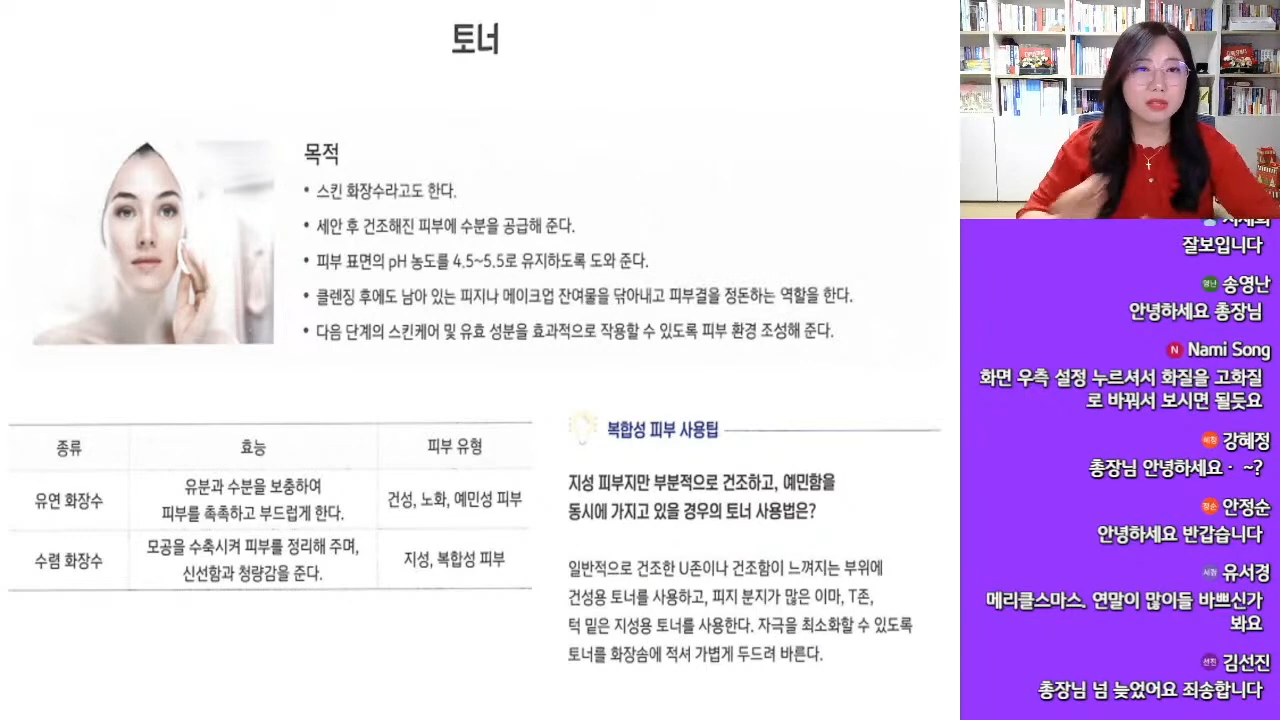 토너
목적
• 스킨 화장수라고도 한다.
• 세안 후 건조해진 피부에 수분을 공급해 준다.
• 피부 표면의 pH 농도를 4.5~5.5로 유지하도록 도와 준다.
• 클렌징 후에도 남아 있는 피지나 메이크업 잔여물을 닦아내고 피부결을 정돈하는 역할을 한다.
• 다음 단계의 스킨케어 및 유효 성분을 효과적으로 작용할 수 있도록 피부 환경 조성해 준다.
종류 효능 피부 유형
유연 화장수
유분과 수분을 보충하여
피부를 촉촉하고 부드럽게 한다.
건성, 노화, 예민성 피부
수렴 화장수
모공을 수축시켜 피부를 정리해 주며,
신선함과 청량감을 준다.
지성, 복합성 피부
복합성 피부 사용팁
지성 피부지만 부분적으로 건조하고, 예민함을
동시에 가지고 있을 경우의 토너 사용법은?
일반적으로 건조한 U존이나 건조함이 느껴지는 부위에
건성용 토너를 사용하고, 피지 분지가 많은 이마, T존,
턱 밑은 지성용 토너를 사용한다. 자극을 최소화할 수 있도록
토너를 화장솜에 적셔 가볍게 두드려 바른다.
잘보입니다
영난 송영난
안녕하세요 총장님
N Nami Song
화면 우측 설정 누르셔서 화질을 고화질
로 바꿔서 보시면 될듯요
혜정 강혜정
총장님 안녕하세요 · ~?
정순 안정순
안녕하세요 반갑습니다
서경 유서경
메리클스마스. 연말이 많이들 바쁘신가
봐요
선진 김선진
총장님 넘 늦었어요 죄송합니다